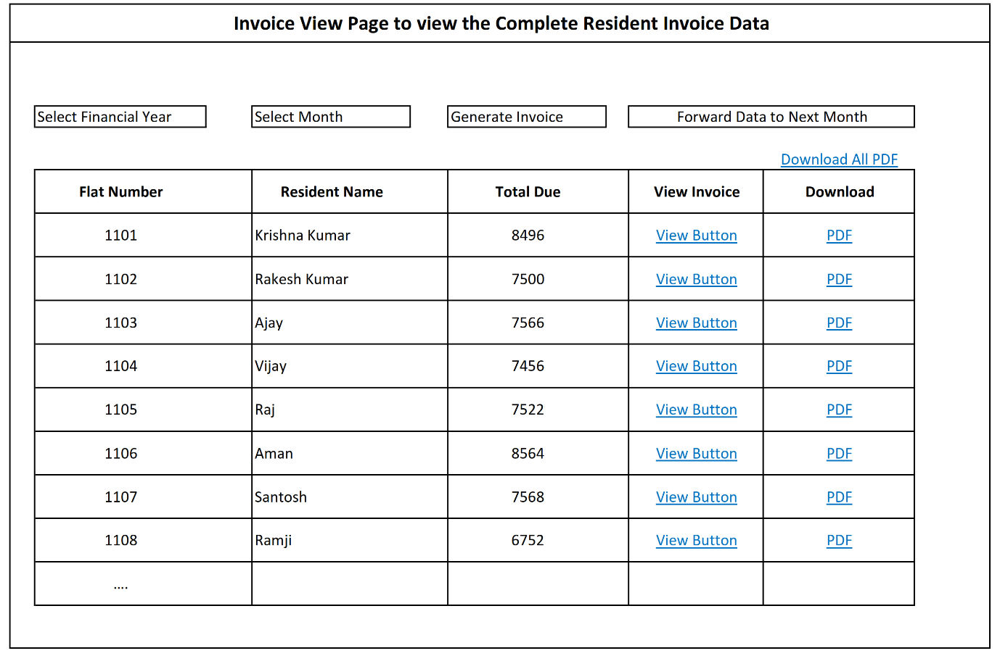 Invoice View Page to view the Complete Resident Invoice Data
Select Financial Year Select Month Generate Invoice Forward Data to Next Month
Download All PDF
Flat Number Resident Name Total Due View Invoice Download
1101 Krishna Kumar 8496 View Button PDF
1102 Rakesh Kumar 7500 View Button PDF
1103 Ajay 7566 View Button PDF
1104 Vijay 7456 View Button PDF
1105 Raj 7522 View Button PDF
1106 Aman 8564 View Button PDF
1107 Santosh 7568 View Button PDF
1108 Ramji 6752 View Button PDF
....